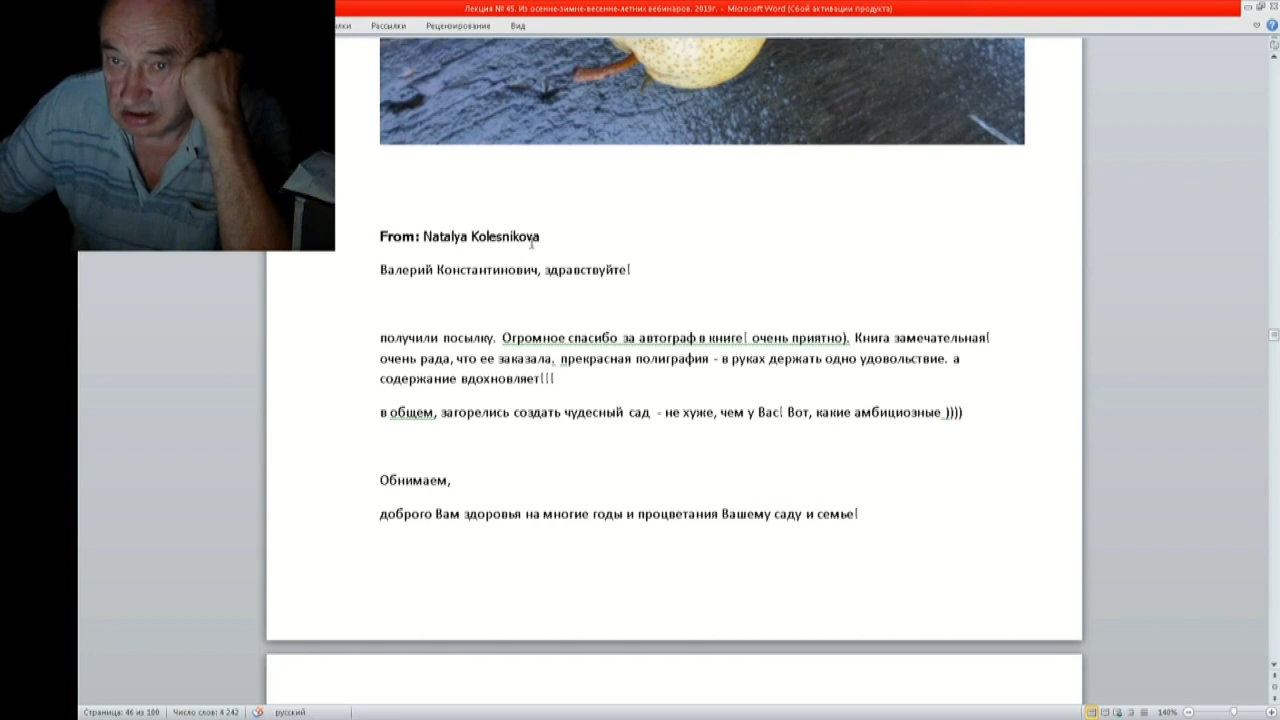 Лекция № 45. Из осенне-зимне-весенне-летних вебинаров. 2019г. - Microsoft Word (Сбой активации продукта)
Рассылки Рецензирование Вид
From: Natalya Kolesnikova
Валерий Константинович, здравствуйте!
получили посылку. Огромное спасибо за автограф в книге! очень приятно). Книга замечательная!
очень рада, что ее заказала. прекрасная полиграфия - в руках держать одно удовольствие. а
содержание вдохновляет!!!
в общем, загорелись создать чудесный сад - не хуже, чем у Вас! Вот, какие амбициозные ))))
Обнимаем,
доброго Вам здоровья на многие годы и процветания Вашему саду и семье!
Страница: 46 из 100 Число слов: 4 242 русский 140%